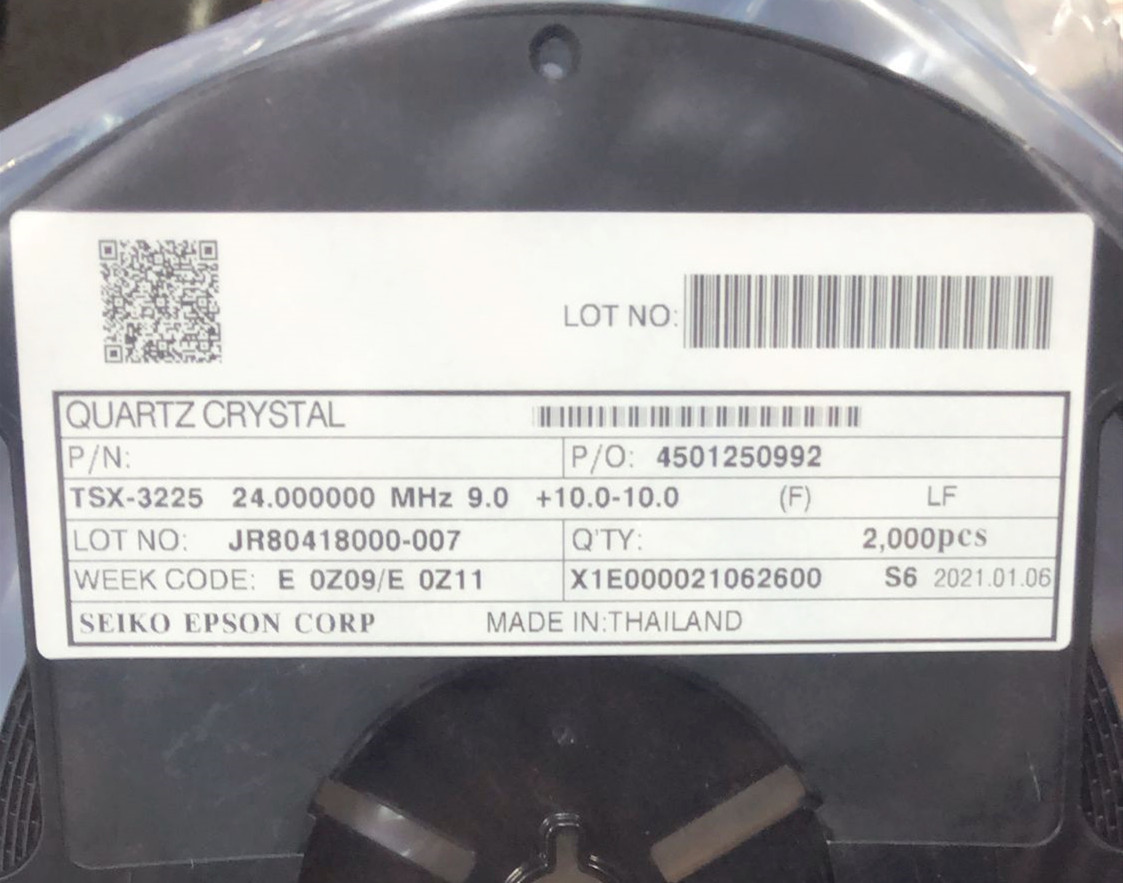 LOT NO:
QUARTZ CRYSTAL
P/N: P/O: 4501250992
TSX-3225 24.000000 MHz 9.0 +10.0-10.0 (F) LF
LOT NO: JR80418000-007 Q'TY: 2,000pcs
WEEK CODE: E 0Z09/E 0Z11 X1E000021062600 S6 2021.01.06
SEIKO EPSON CORP MADE IN:THAILAND